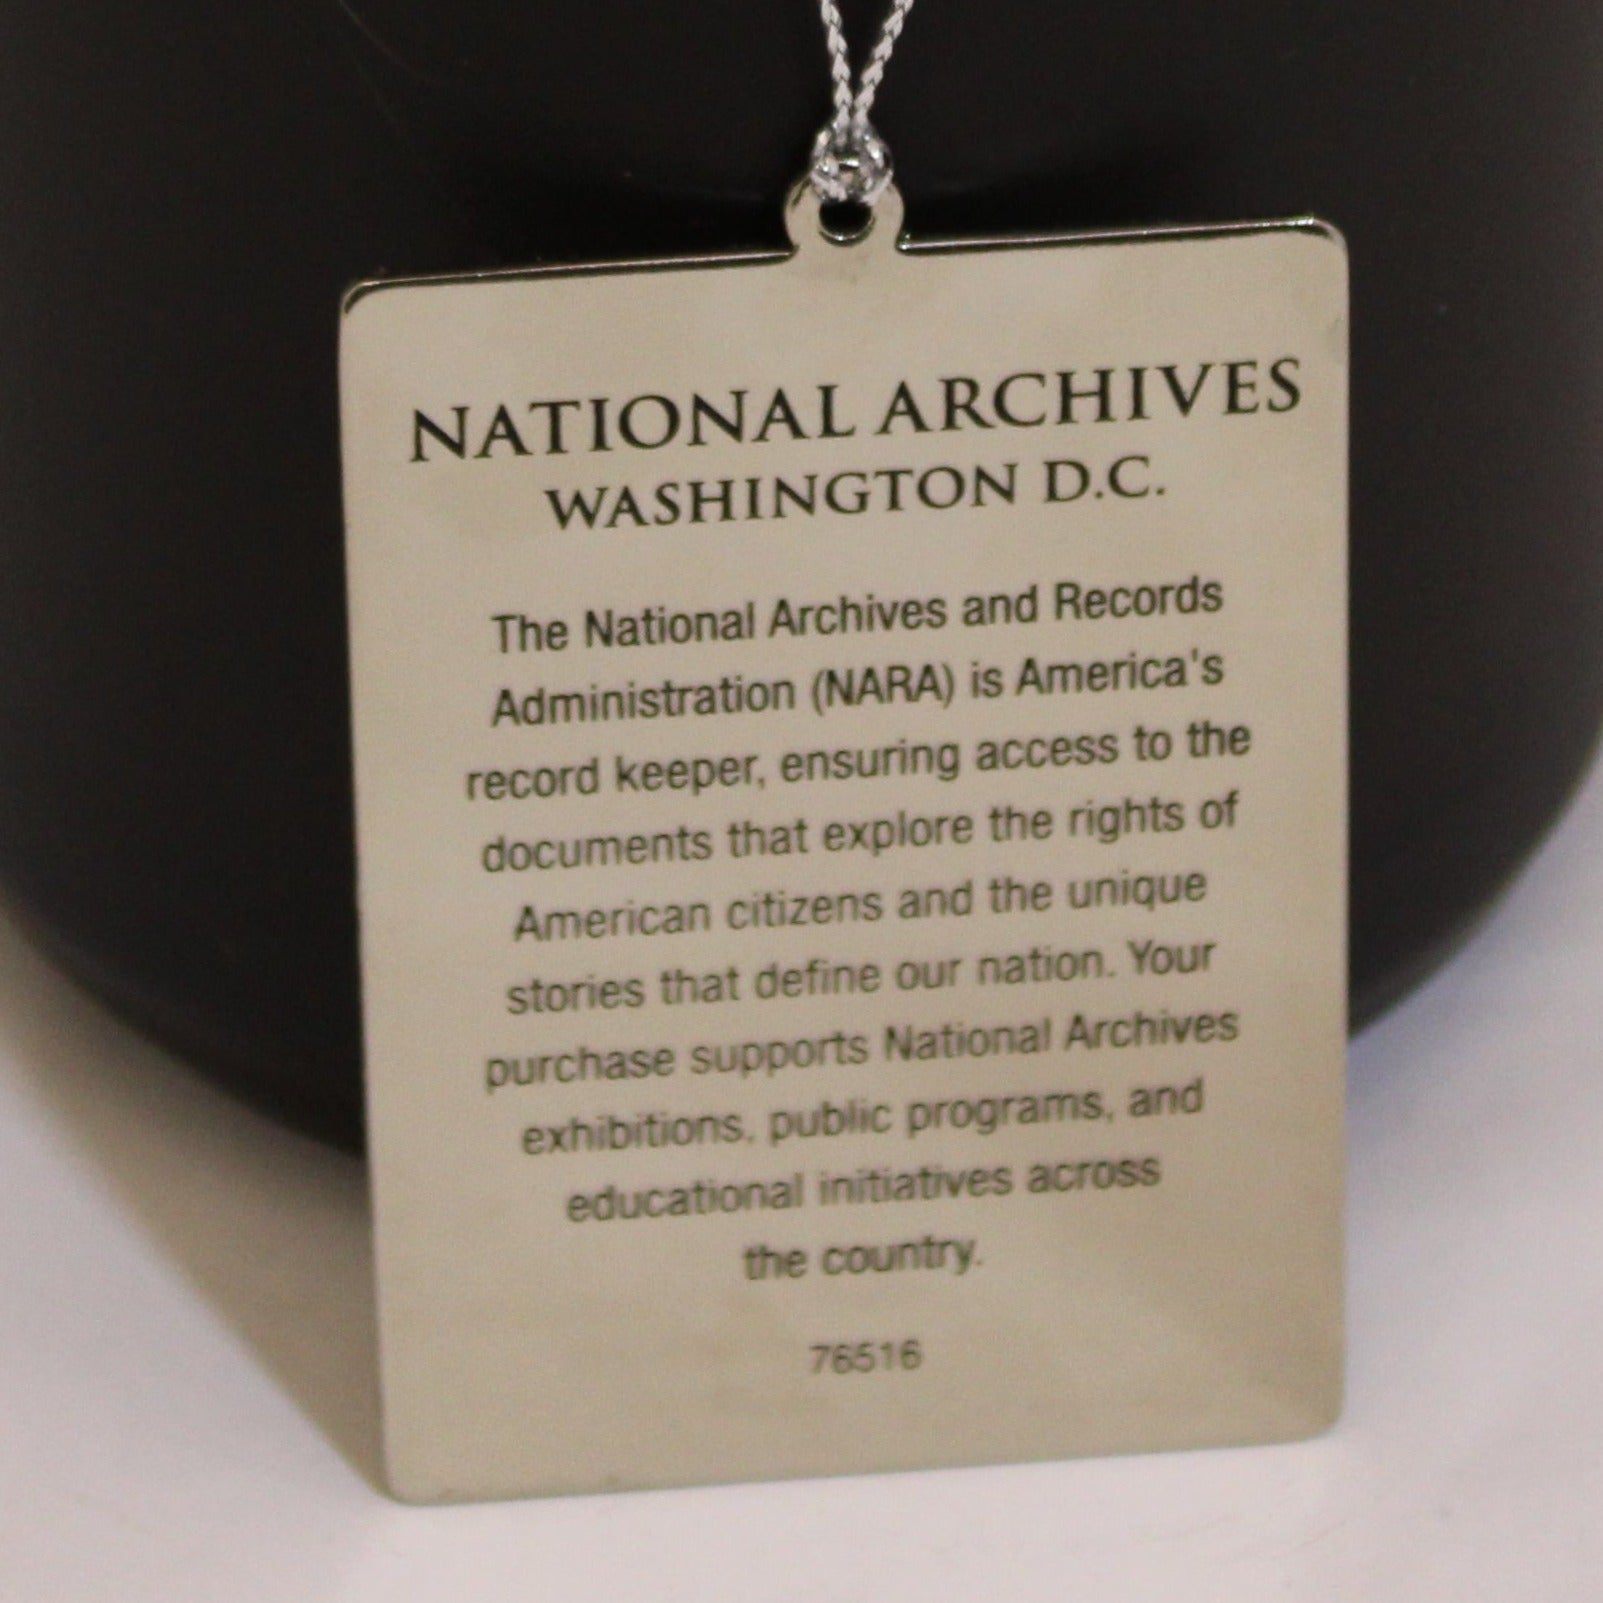 NATIONAL ARCHIVES
WASHINGTON D.C.
The National Archives and Records
Administration (NARA) is America's
record keeper, ensuring access to the
documents that explore the rights of
American citizens and the unique
stories that define our nation. Your
purchase supports National Archives
exhibitions, public programs, and
educational initiatives across
the country.
76516